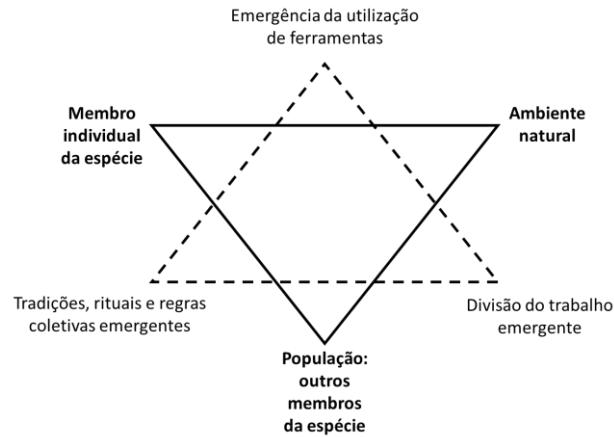 Emergência da utilização
de ferramentas
Membro
individual
da espécie
Ambiente
natural
Tradições, rituais e regras
coletivas emergentes
Divisão do trabalho
emergente
População:
outros
membros
da espécie